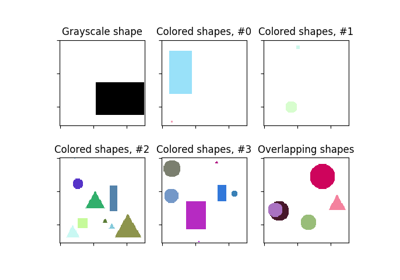 Grayscale shape
Colored shapes, #0
Colored shapes, #1
Colored shapes, #2
Colored shapes, #3
Overlapping shapes